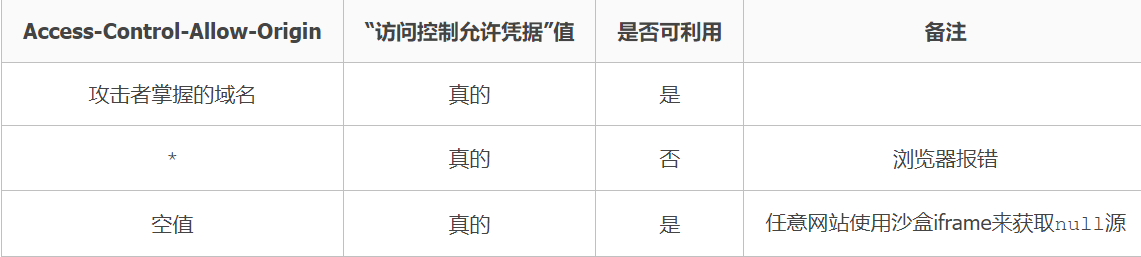 Access-Control-Allow-Origin “访问控制允许凭据”值 是否可利用 备注
攻击者掌握的域名 真的 是
* 真的 否 浏览器报错
空值 真的 是 任意网站使用沙盒iframe来获取null源